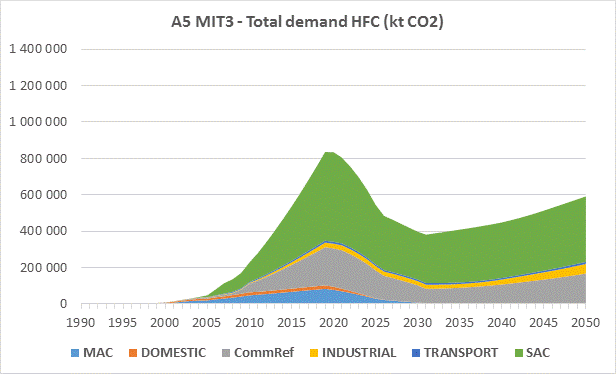 A5 MIT3 - Total demand HFC (kt CO2)
1 400 000
1 200 000
1 000 000
800 000
600 000
400 000
200 000
0
1990 1995 2000 2005 2010 2015 2020 2025 2030 2035 2040 2045 2050
MAC DOMESTIC CommRef INDUSTRIAL TRANSPORT SAC